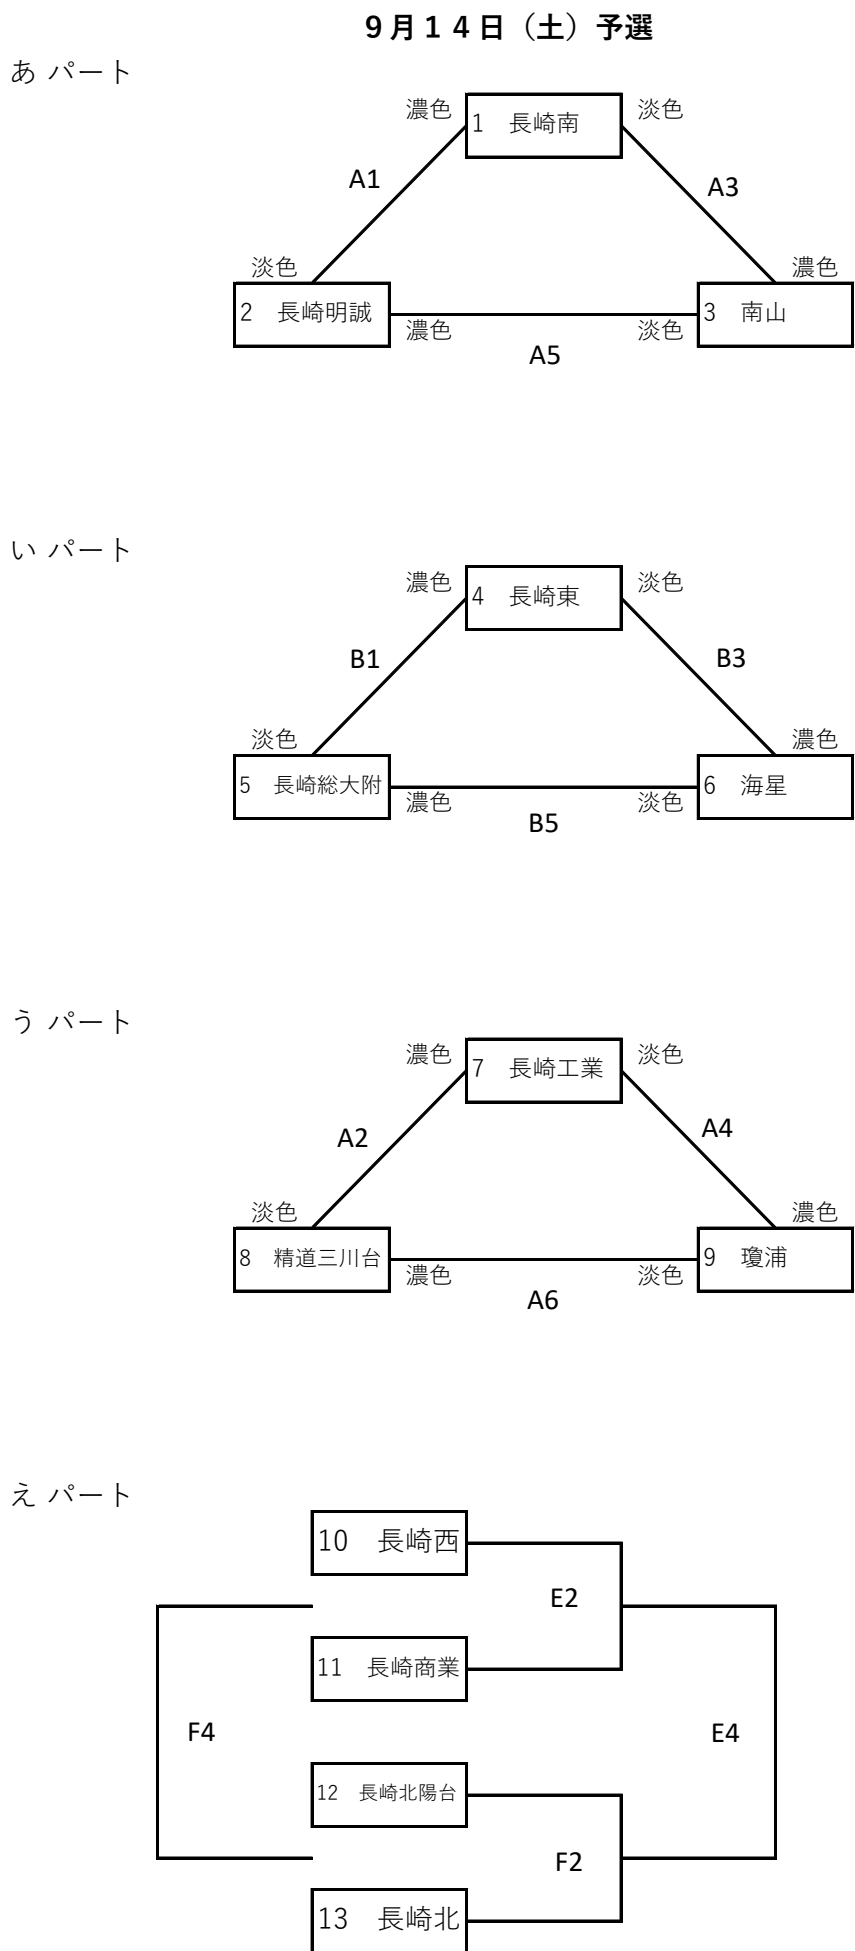 ９月１４日（土）予選
あ パート
濃色 1 長崎南 淡色
A1 A3
淡色 濃色
2 長崎明誠 3 南山
濃色 淡色
A5
い パート
濃色 4 長崎東 淡色
B1 B3
淡色 濃色
5 長崎総大附 6 海星
濃色 淡色
B5
う パート
濃色 7 長崎工業 淡色
A2 A4
淡色 濃色
8 精道三川台 9 瓊浦
濃色 淡色
A6
え パート
10 長崎西
E2
11 長崎商業
F4 E4
12 長崎北陽台
F2
13 長崎北